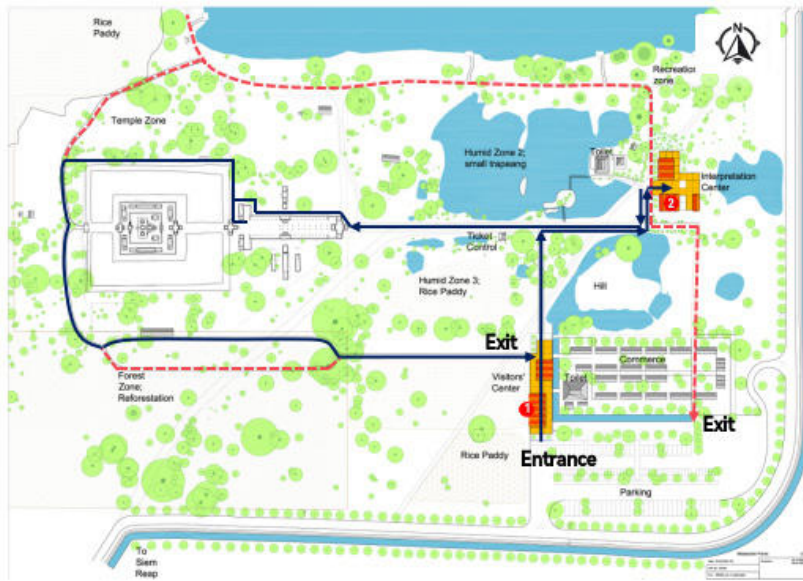 Rice
Paddy
N
Recreation
zone
Temple Zone
Humid Zone 2;
small trapeang
Toilet
Interpretation
Center
2
Ticket
Control
Humid Zone 3;
Rice Paddy
Hill
Exit
Commerce
Visitors'
Center
Toilet
Forest
Zone;
Reforestation
1
Exit
Rice Paddy
Entrance
Parking
To
Siem
Reap